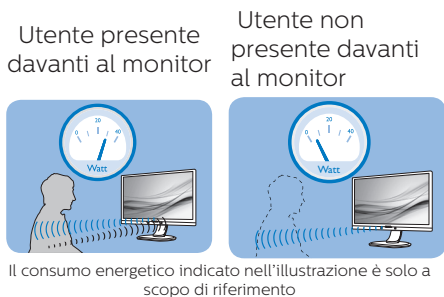 Utente presente
davanti al monitor
Utente non
presente davanti
al monitor
0 20 40
Watt
0 20 40
Watt
Il consumo energetico indicato nell'illustrazione è solo a
scopo di riferimento